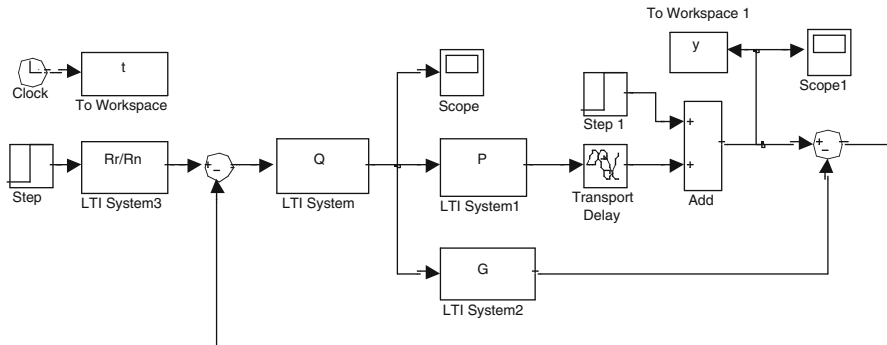 To Workspace 1
t
y
Clock
To Workspace
Scope
Scope1
Step 1
+
+
Add
Rr/Rn
+
−
Q
P
+
−
Step
LTI System3
LTI System
LTI System1
Transport
Delay
G
LTI System2